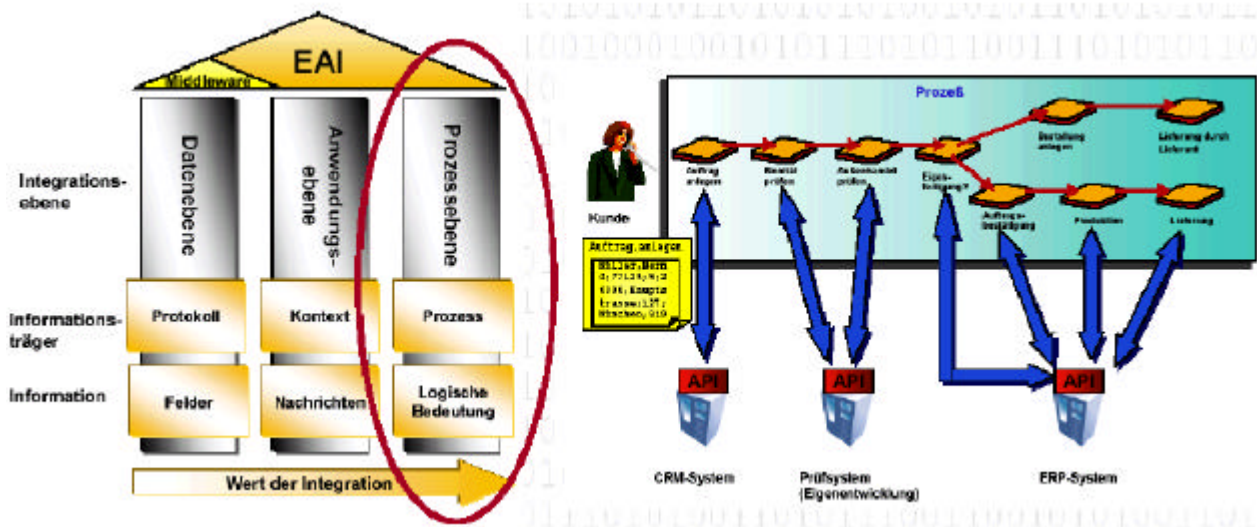 EAI
Middleware
Integrations-
ebene
Datenebene
Anwendungs-
ebene
Prozessebene
Informations-
träger
Protokoll
Kontext
Prozess
Information
Felder
Nachrichten
Logische
Bedeutung
Wert der Integration
Prozeß
Kunde
Auftrag
anlegen
Bonität
prüfen
Außenhandel
prüfen
Eigen-
fertigung?
Bestellung
anlegen
Lieferung durch
Lieferant
Auftrags-
bestätigung
Produktion
Lieferung
Auftrag.anlegen
API
API
API
CRM-System
Prüfsystem
(Eigenentwicklung)
ERP-System